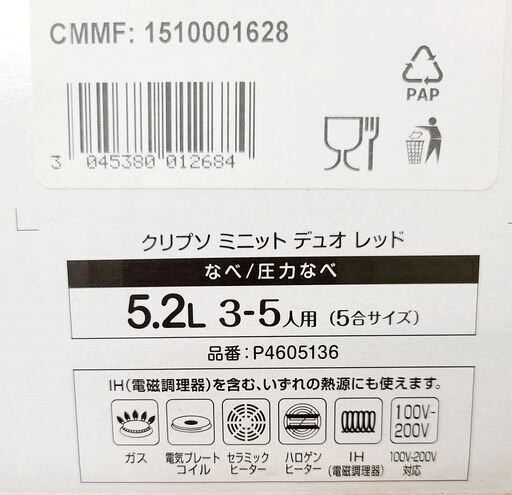 CMMF: 1510001628
PAP
3 045380 012684
クリプソ ミニット デュオ レッド
なべ/圧力なべ
5.2L 3-5人用 (5合サイズ)
品番:P4605136
IH(電磁調理器)を含む、いずれの熱源にも使えます。
100V-
200V
ガス
電気プレート
コイル
セラミック
ヒーター
ハロゲン
ヒーター
IH
(電磁調理器)
100V-200V
対応